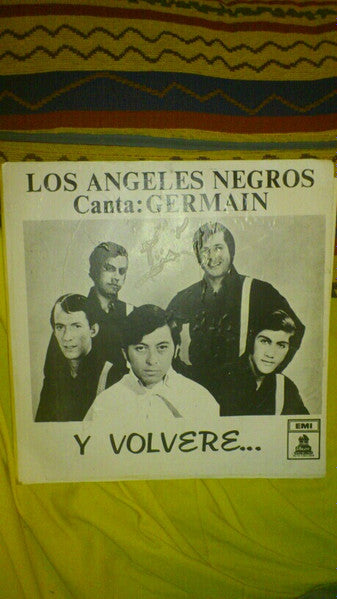 LOS ANGELES NEGROS
Canta: GERMAIN
Y VOLVERE...
EMI